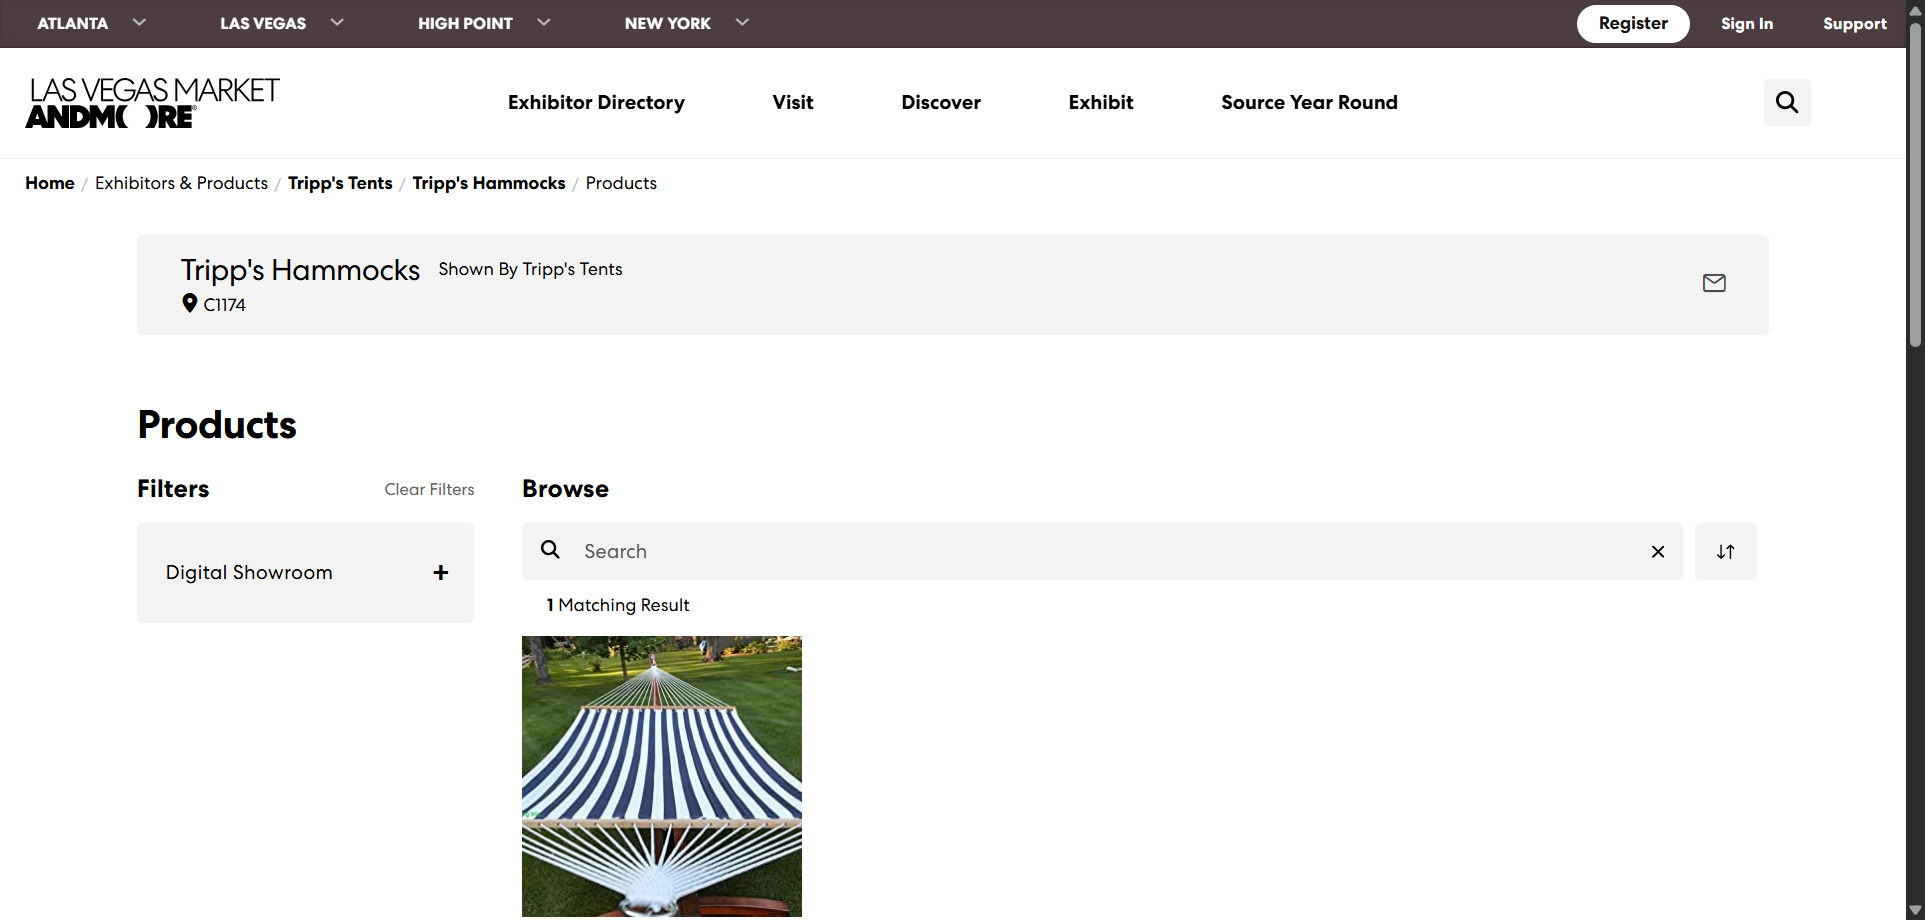 ATLANTA LAS VEGAS HIGH POINT NEW YORK Register Sign In Support
LAS VEGAS MARKET
ANDMORE®
Exhibitor Directory Visit Discover Exhibit Source Year Round
Home / Exhibitors & Products / Tripp's Tents / Tripp's Hammocks / Products
Tripp's Hammocks Shown By Tripp's Tents
C1174
Products
Filters Clear Filters
Browse
Digital Showroom +
Search
1 Matching Result